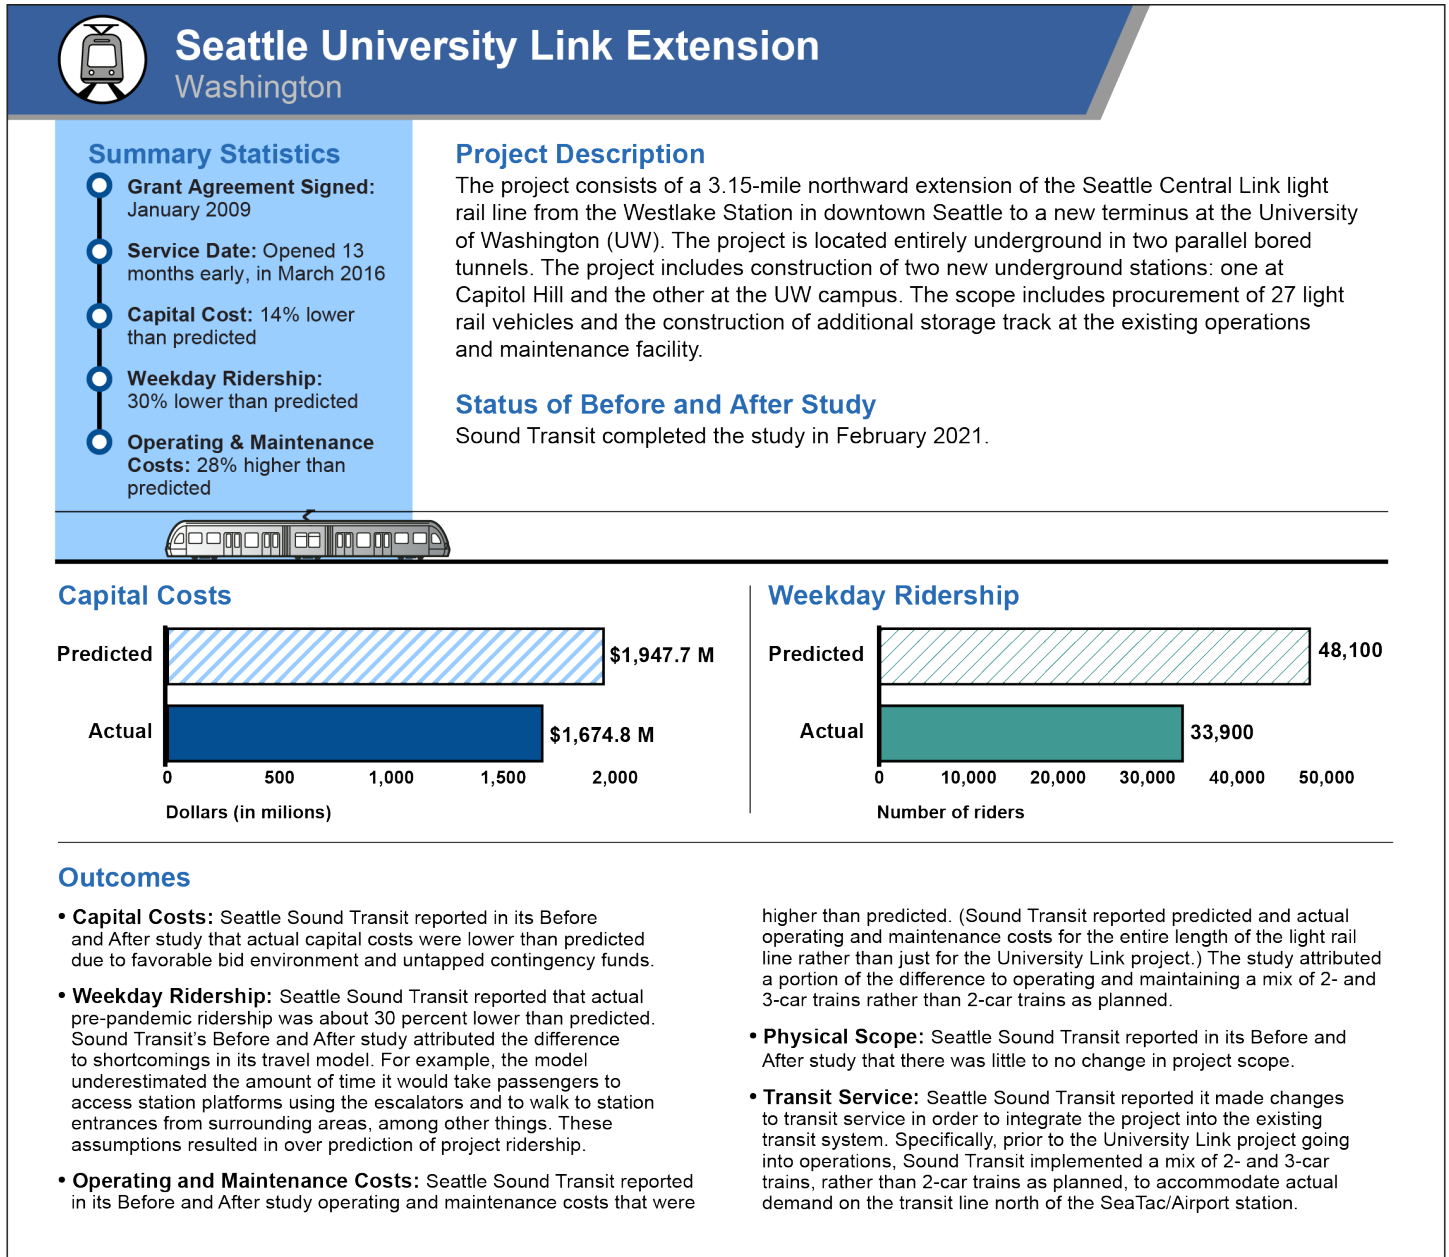 Seattle University Link Extension
Washington
Summary Statistics
Grant Agreement Signed:
January 2009
Service Date: Opened 13
months early, in March 2016
Capital Cost: 14% lower
than predicted
Weekday Ridership:
30% lower than predicted
Operating & Maintenance
Costs: 28% higher than
predicted
Project Description
The project consists of a 3.15-mile northward extension of the Seattle Central Link light
rail line from the Westlake Station in downtown Seattle to a new terminus at the University
of Washington (UW). The project is located entirely underground in two parallel bored
tunnels. The project includes construction of two new underground stations: one at
Capitol Hill and the other at the UW campus. The scope includes procurement of 27 light
rail vehicles and the construction of additional storage track at the existing operations
and maintenance facility.
Status of Before and After Study
Sound Transit completed the study in February 2021.
Capital Costs
Predicted
$1,947.7 M
Actual
$1,674.8 M
0 500 1,000 1,500 2,000
Dollars (in milions)
Weekday Ridership
Predicted
48,100
Actual
33,900
0 10,000 20,000 30,000 40,000 50,000
Number of riders
Outcomes
• Capital Costs: Seattle Sound Transit reported in its Before
and After study that actual capital costs were lower than predicted
due to favorable bid environment and untapped contingency funds.
• Weekday Ridership: Seattle Sound Transit reported that actual
pre-pandemic ridership was about 30 percent lower than predicted.
Sound Transit's Before and After study attributed the difference
to shortcomings in its travel model. For example, the model
underestimated the amount of time it would take passengers to
access station platforms using the escalators and to walk to station
entrances from surrounding areas, among other things. These
assumptions resulted in over prediction of project ridership.
• Operating and Maintenance Costs: Seattle Sound Transit reported
in its Before and After study operating and maintenance costs that were
higher than predicted. (Sound Transit reported predicted and actual
operating and maintenance costs for the entire length of the light rail
line rather than just for the University Link project.) The study attributed
a portion of the difference to operating and maintaining a mix of 2- and
3-car trains rather than 2-car trains as planned.
• Physical Scope: Seattle Sound Transit reported in its Before and
After study that there was little to no change in project scope.
• Transit Service: Seattle Sound Transit reported it made changes
to transit service in order to integrate the project into the existing
transit system. Specifically, prior to the University Link project going
into operations, Sound Transit implemented a mix of 2- and 3-car
trains, rather than 2-car trains as planned, to accommodate actual
demand on the transit line north of the SeaTac/Airport station.